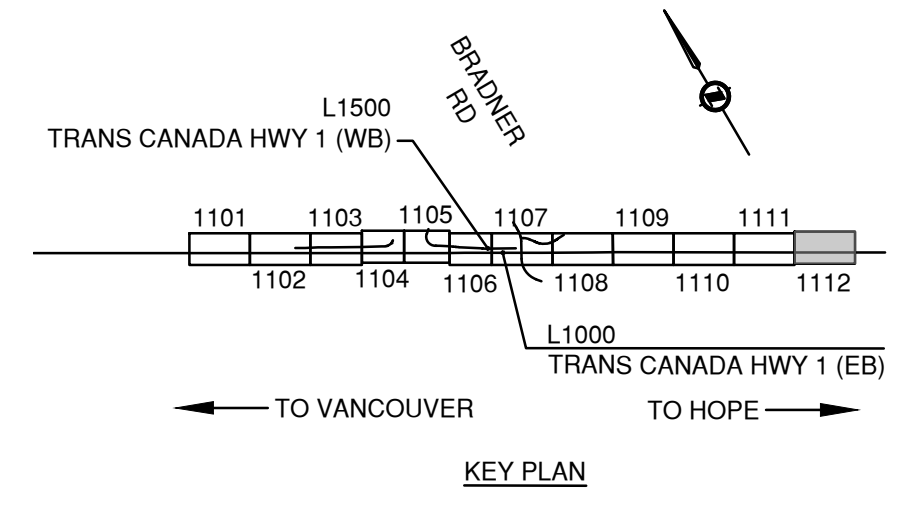 BRADNER
RD
L1500
TRANS CANADA HWY 1 (WB)
1101
1103
1105
1107
1109
1111
1102
1104
1106
1108
1110
1112
L1000
TRANS CANADA HWY 1 (EB)
TO VANCOUVER
TO HOPE
KEY PLAN